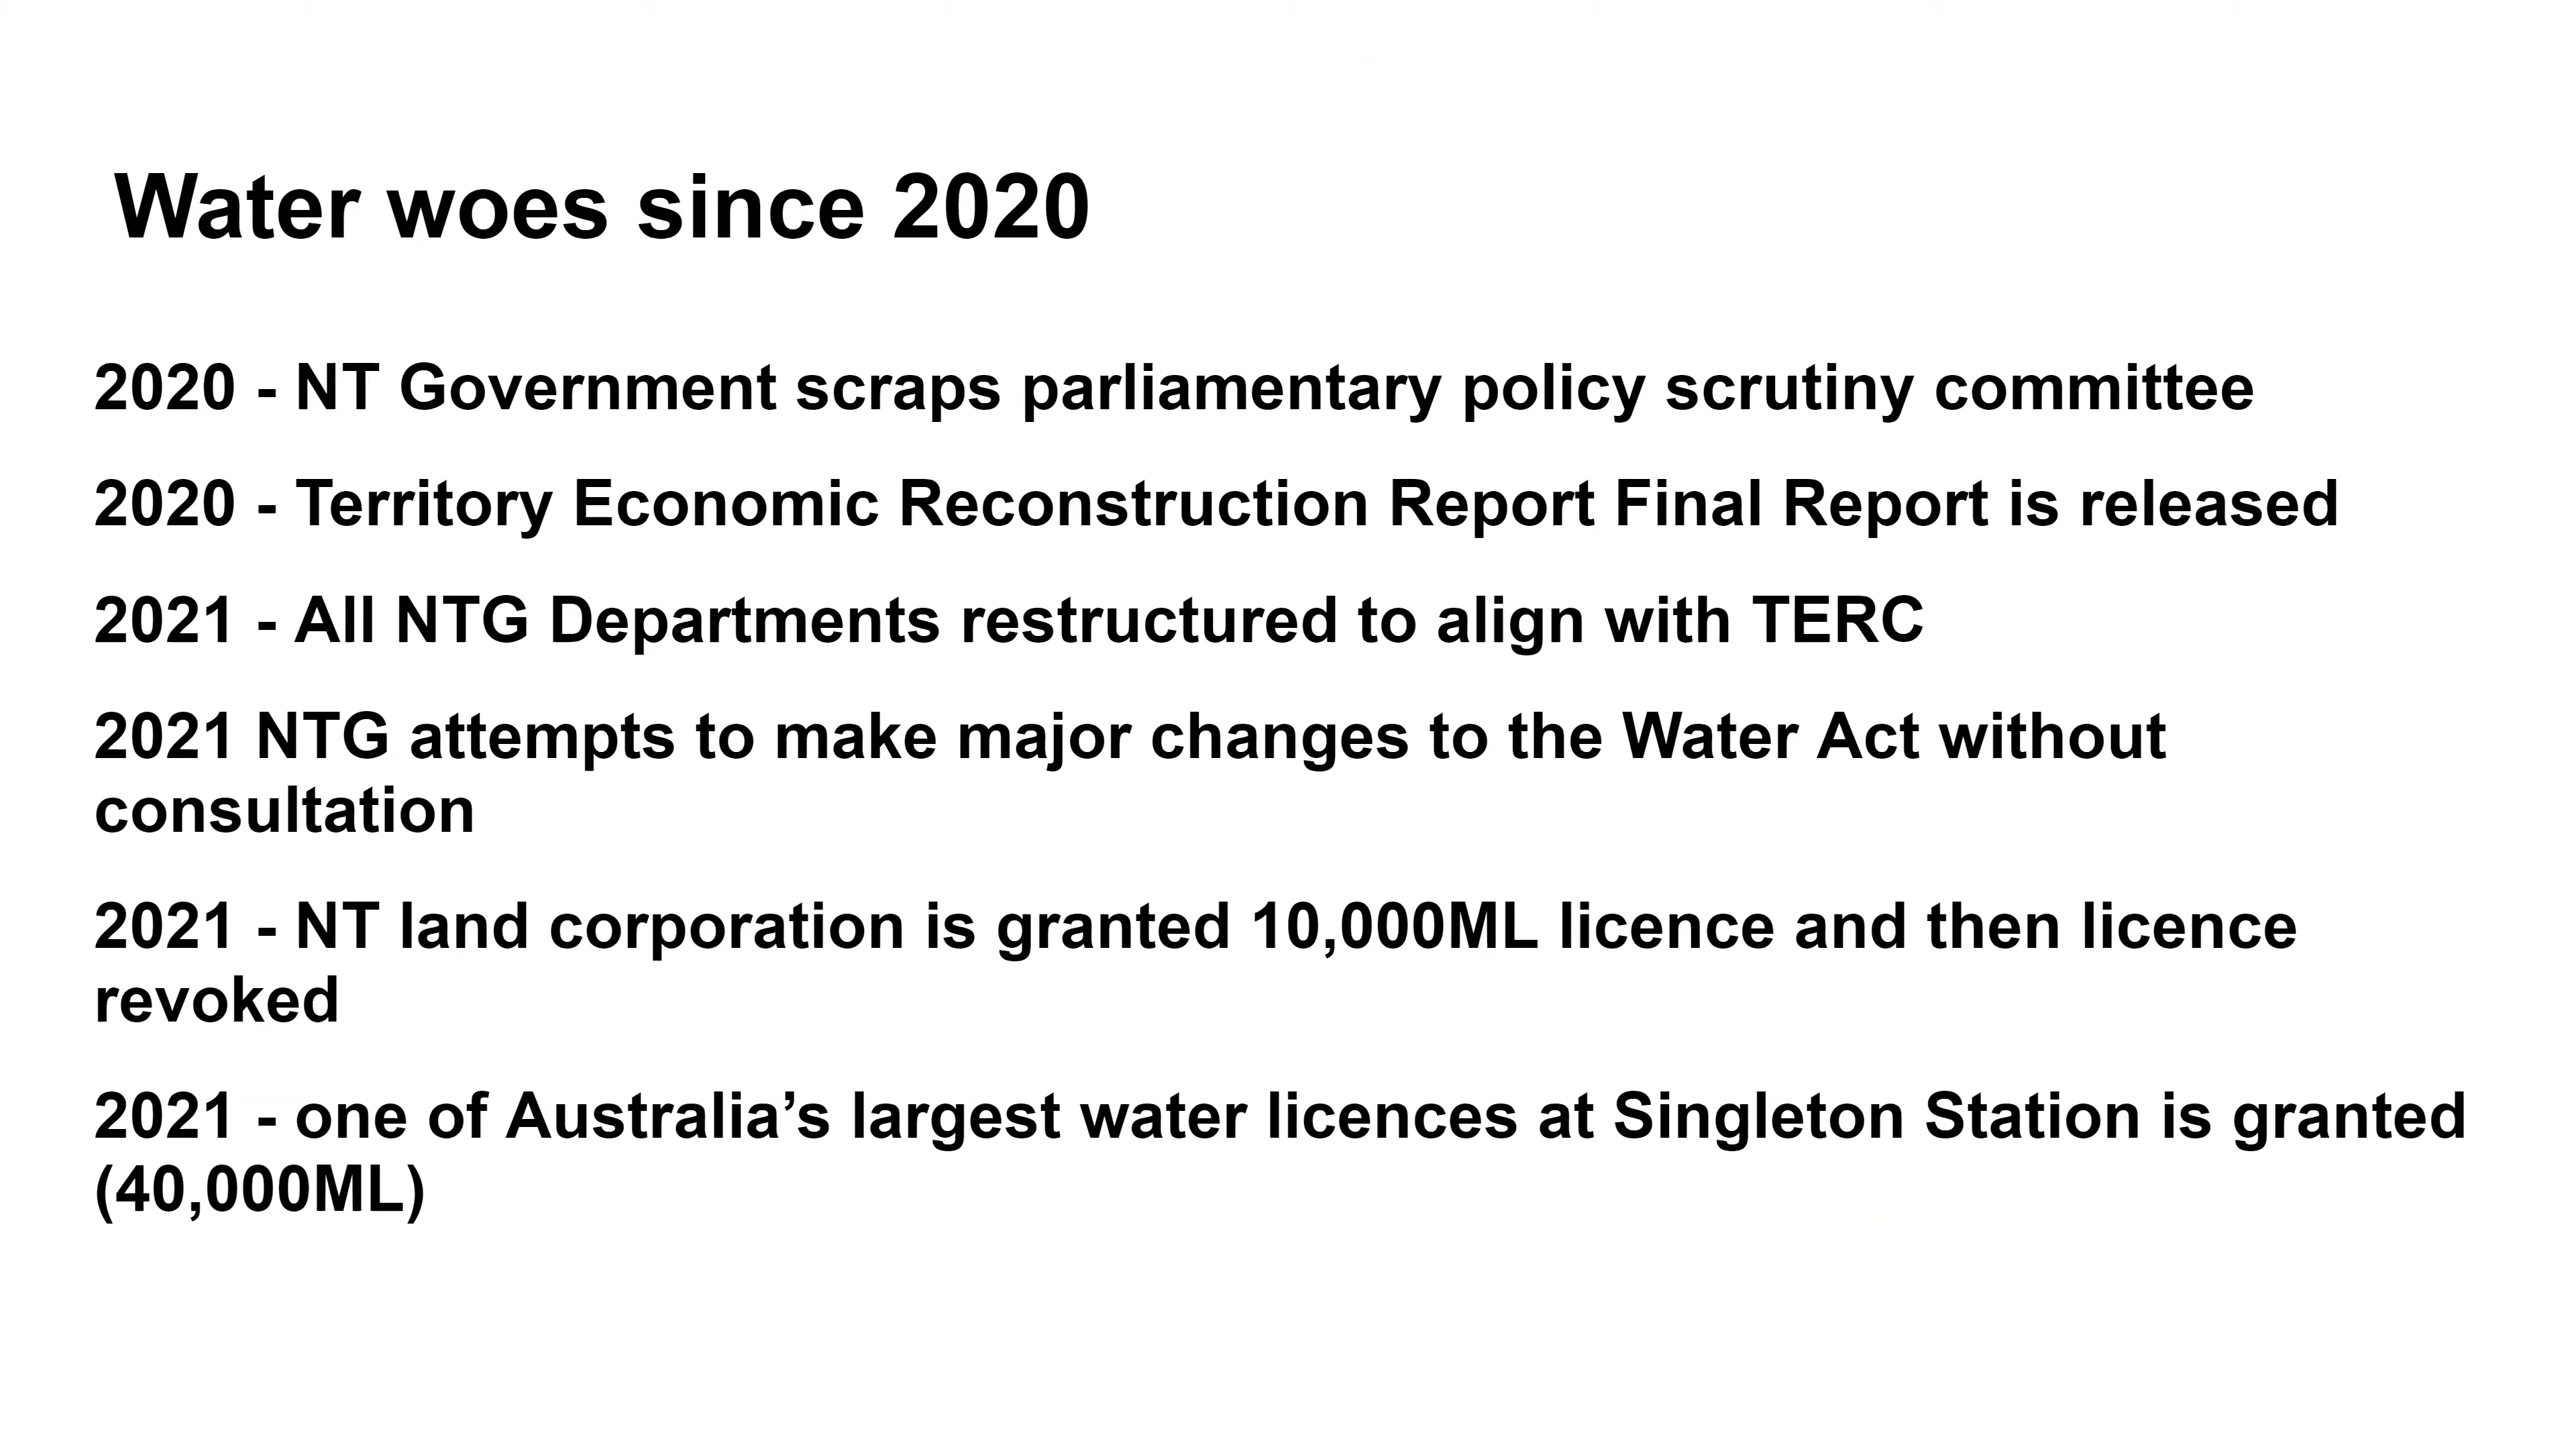 Water woes since 2020
2020 - NT Government scraps parliamentary policy scrutiny committee
2020 - Territory Economic Reconstruction Report Final Report is released
2021 - All NTG Departments restructured to align with TERC
2021 NTG attempts to make major changes to the Water Act without
consultation
2021 - NT land corporation is granted 10,000ML licence and then licence
revoked
2021 - one of Australia’s largest water licences at Singleton Station is granted
(40,000ML)